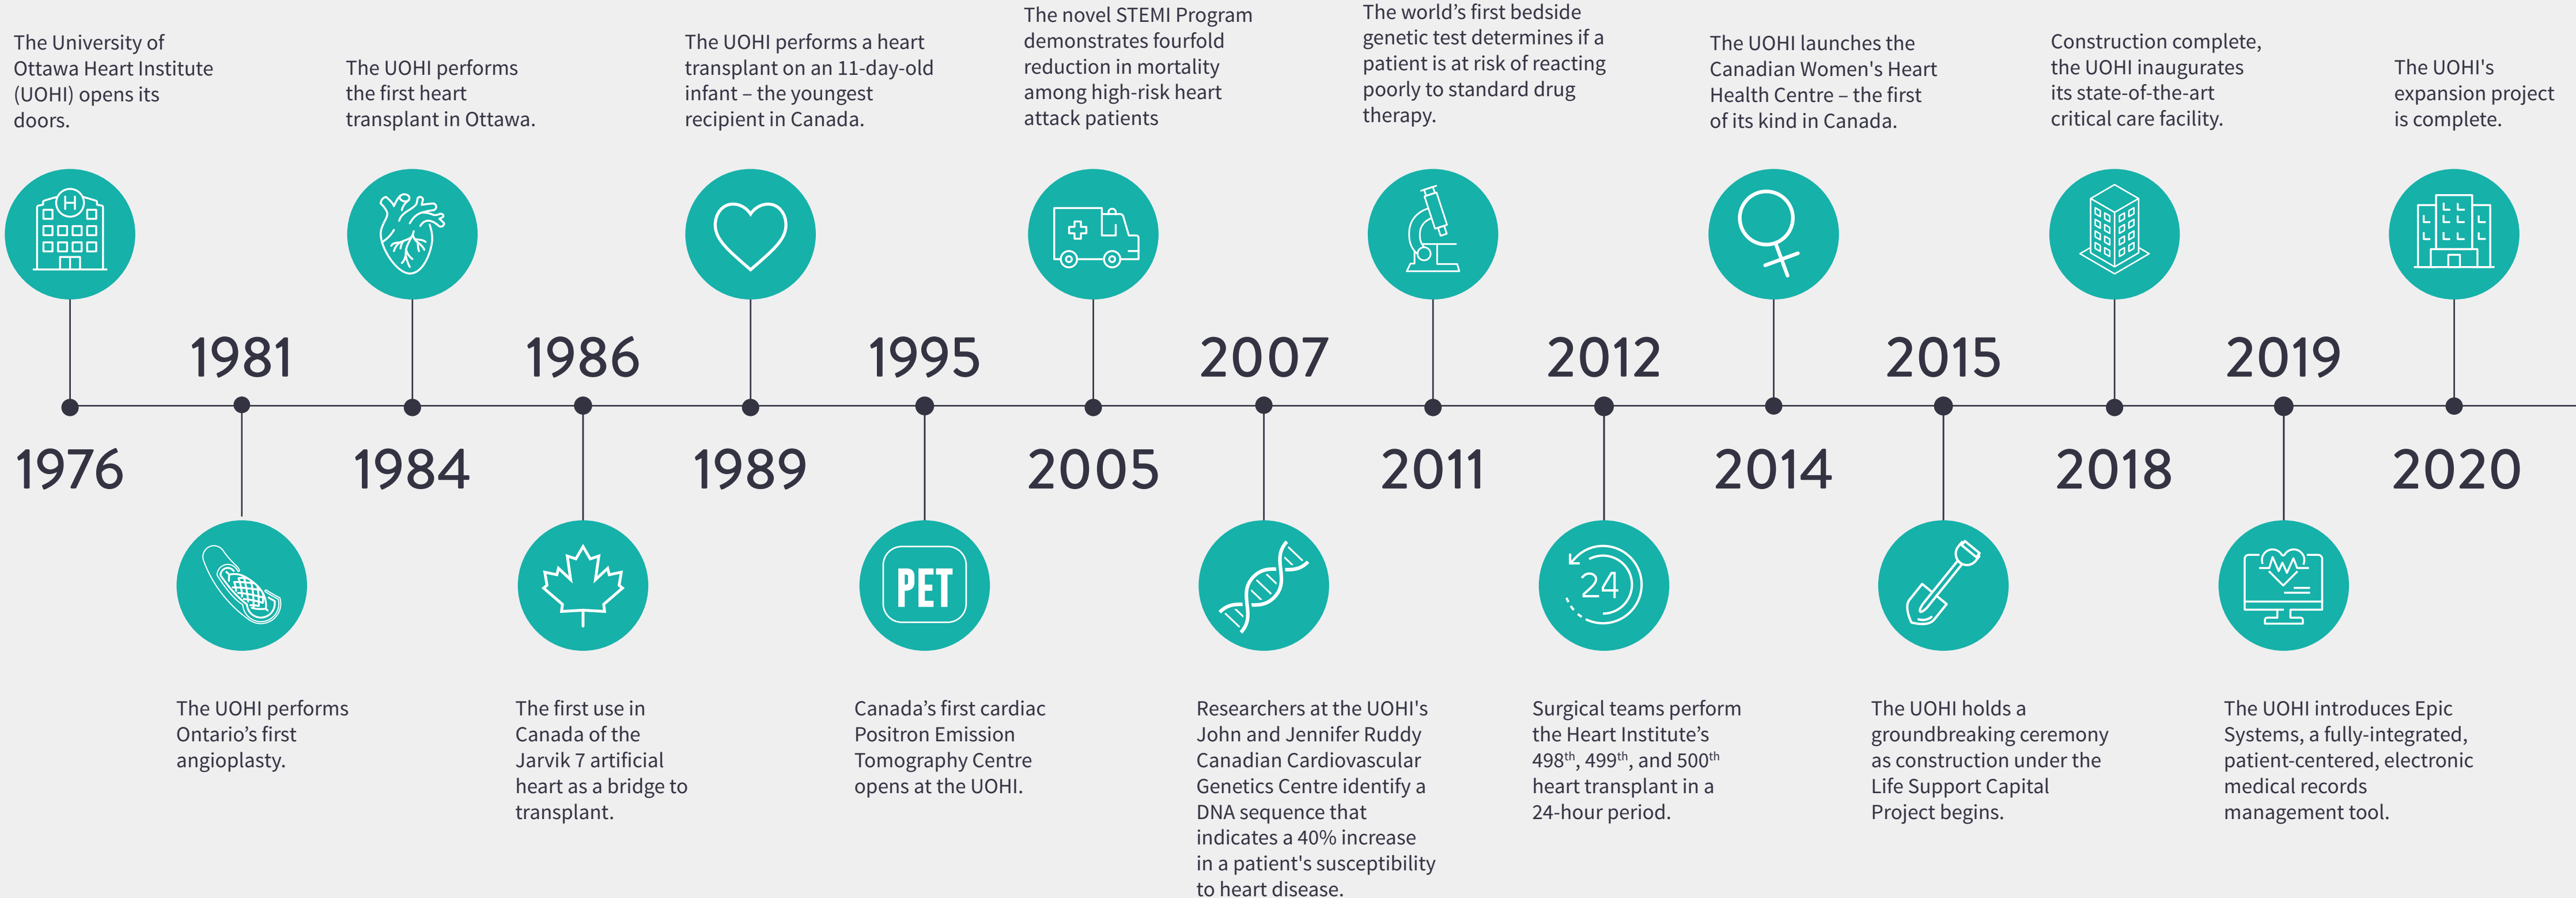 The University of
Ottawa Heart Institute
(UOHI) opens its
doors.
1976
1981
The UOHI performs
Ontario’s first
angioplasty.
The UOHI performs
the first heart
transplant in Ottawa.
1984
1986
The first use in
Canada of the
Jarvik 7 artificial
heart as a bridge to
transplant.
The UOHI performs a heart
transplant on an 11-day-old
infant – the youngest
recipient in Canada.
1989
1995
PET
Canada’s first cardiac
Positron Emission
Tomography Centre
opens at the UOHI.
The novel STEMI Program
demonstrates fourfold
reduction in mortality
among high-risk heart
attack patients
2005
2007
Researchers at the UOHI's
John and Jennifer Ruddy
Canadian Cardiovascular
Genetics Centre identify a
DNA sequence that
indicates a 40% increase
in a patient's susceptibility
to heart disease.
The world’s first bedside
genetic test determines if a
patient is at risk of reacting
poorly to standard drug
therapy.
2011
2012
24
Surgical teams perform
the Heart Institute’s
498th, 499th, and 500th
heart transplant in a
24-hour period.
The UOHI launches the
Canadian Women's Heart
Health Centre – the first
of its kind in Canada.
2014
2015
The UOHI holds a
groundbreaking ceremony
as construction under the
Life Support Capital
Project begins.
Construction complete,
the UOHI inaugurates
its state-of-the-art
critical care facility.
2018
2019
The UOHI introduces Epic
Systems, a fully-integrated,
patient-centered, electronic
medical records
management tool.
The UOHI's
expansion project
is complete.
2020
H